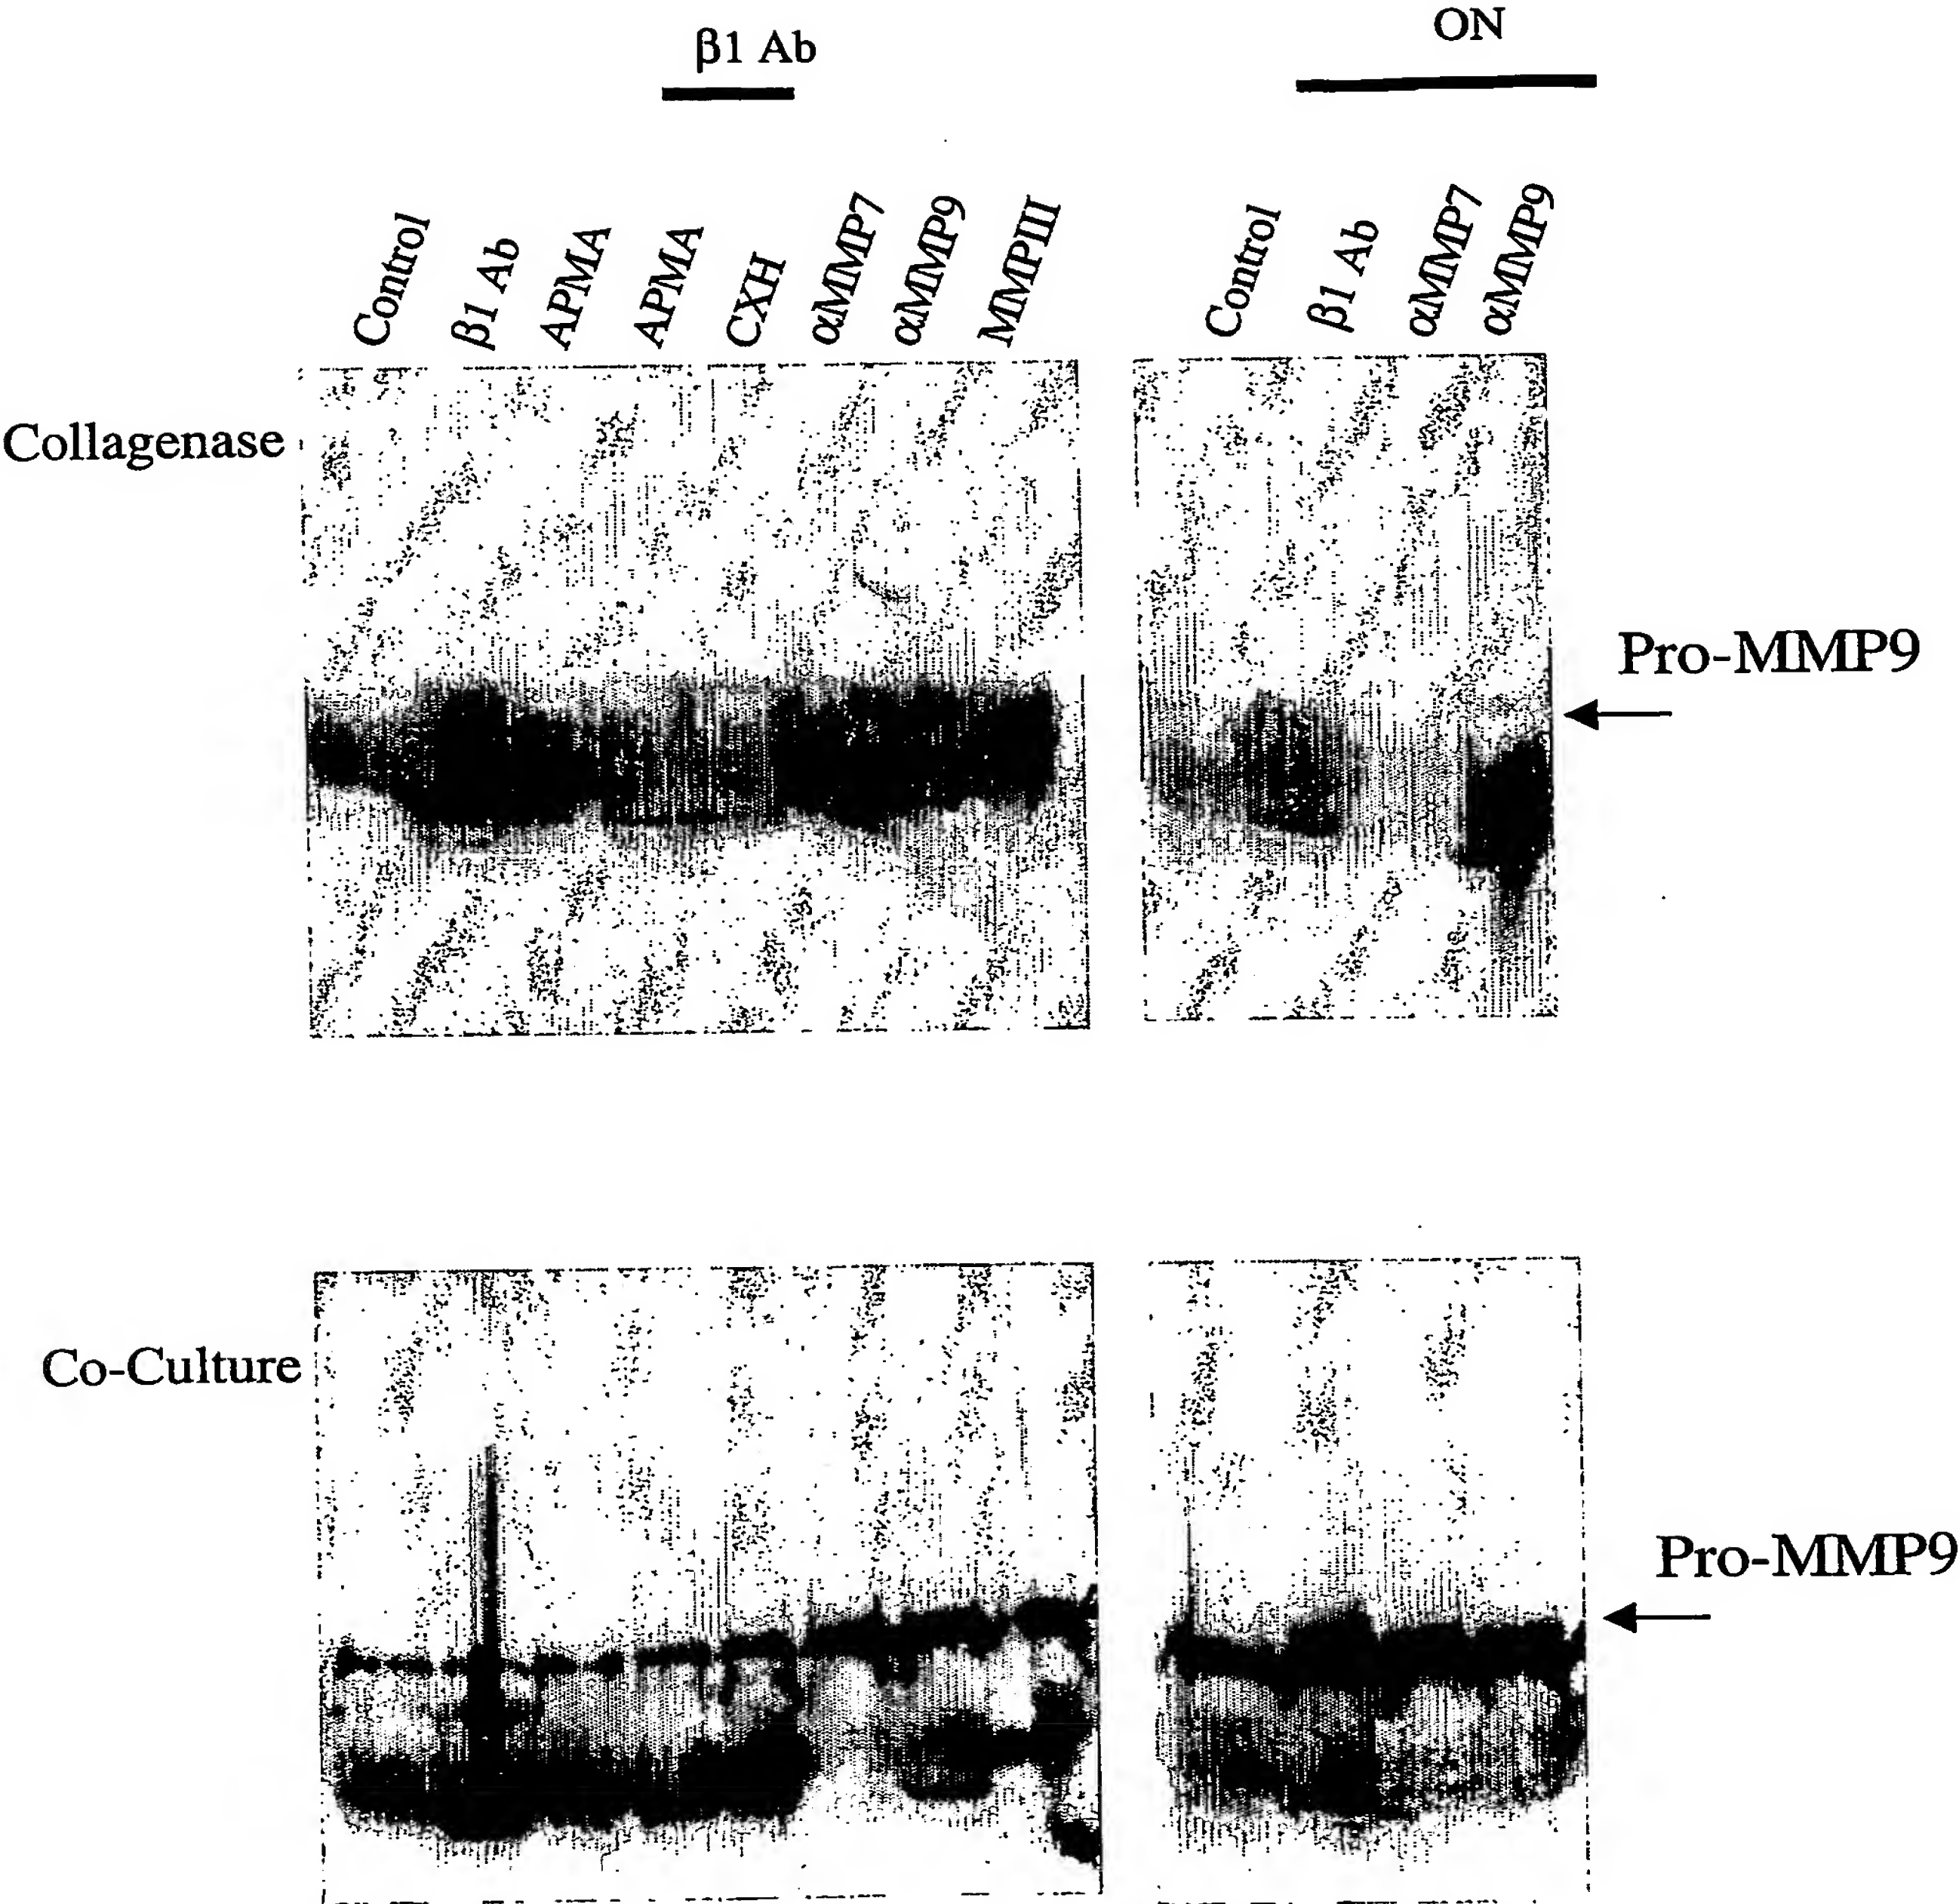 β1 Ab
ON
Control
β1 Ab
APMA
APMA
CXH
αMMP7
αMMP9
MMPIII
Control
β1 Ab
αMMP7
αMMP9
Collagenase
Pro-MMP9
Co-Culture
Pro-MMP9